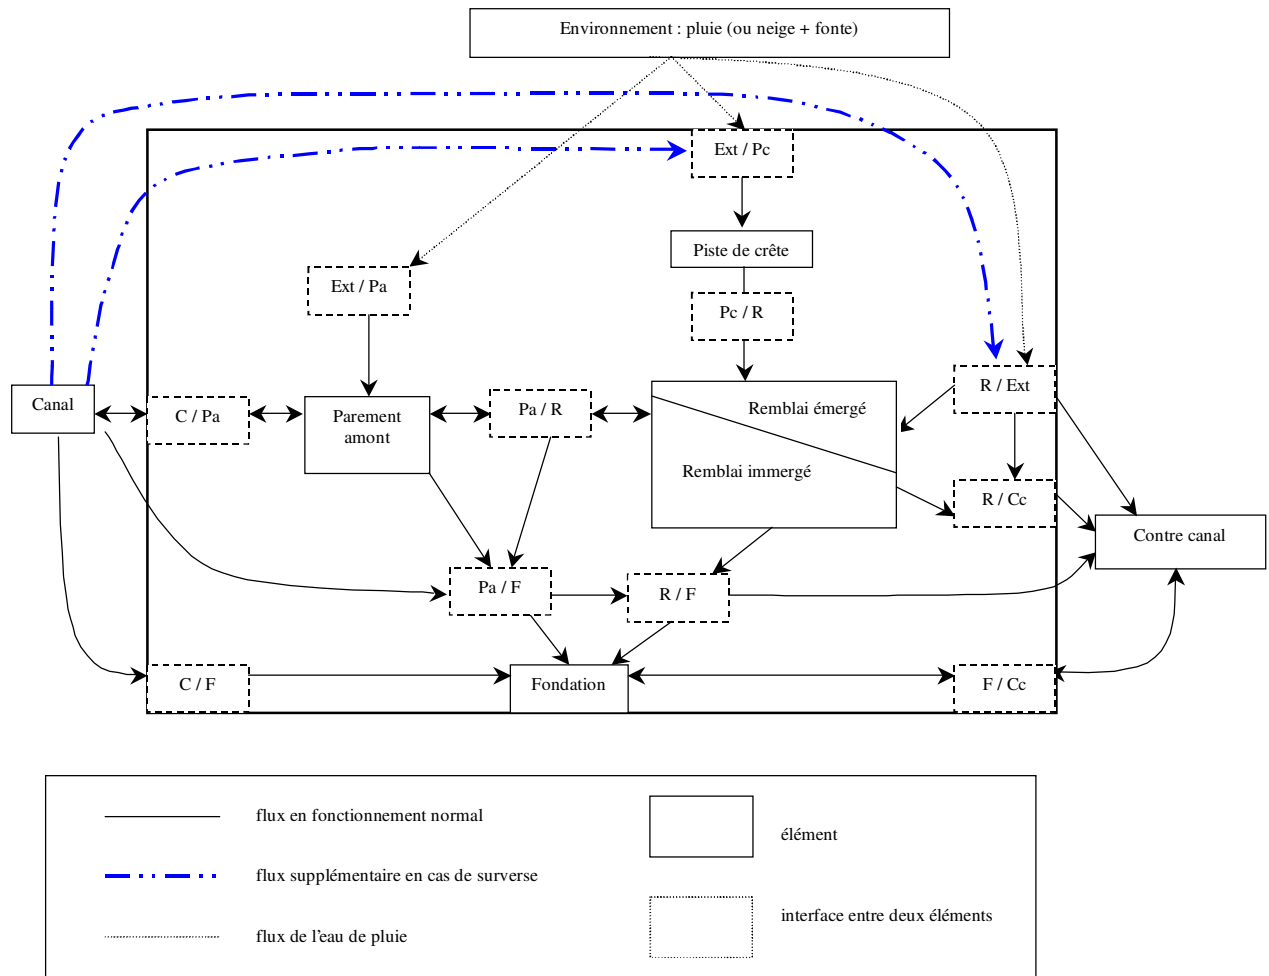 Environnement : pluie (ou neige + fonte)
Ext / Pc
Piste de crête
Ext / Pa
Pc / R
Canal
C / Pa
Parement
amont
Pa / R
Remblai émergé
Remblai immergé
R / Ext
R / Cc
Contre canal
Pa / F
R / F
C / F
Fondation
F / Cc
flux en fonctionnement normal
élément
flux supplémentaire en cas de surverse
interface entre deux éléments
flux de l'eau de pluie